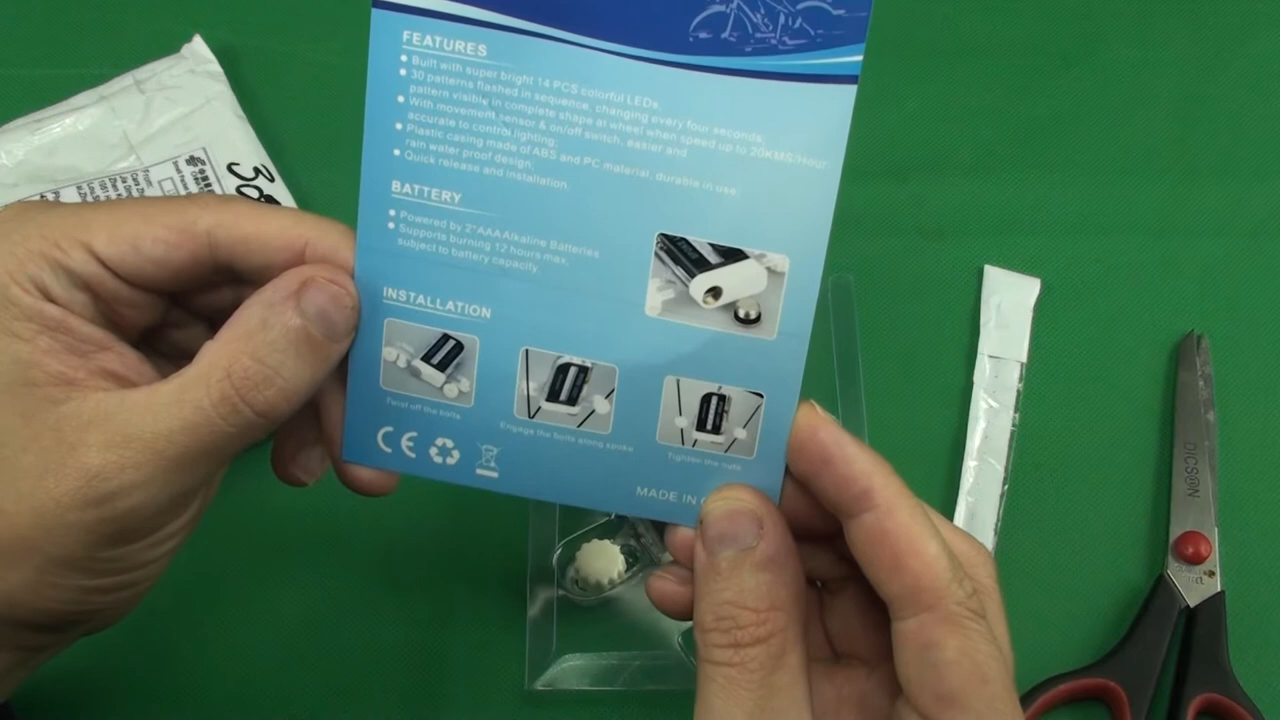 FEATURES
Built with super bright 14 PCS colorful LEDs,
30 patterns flashed in sequence, changing every four seconds,
pattern visible in complete shape at wheel when speed up to 20KMS/Hour
With movement sensor & on/off switch, easier and
accurate to control lighting;
Plastic casing made of ABS and PC material, durable in use,
rain water proof design.
Quick release and installation.
BATTERY
Powered by 2*AAA Alkaline Batteries
Supports burning 12 hours max,
subject to battery capacity.
INSTALLATION
Twist off the bolts
Engage the bolts along spoke
Tighten the nuts
CE
MADE IN
From:
DICSON